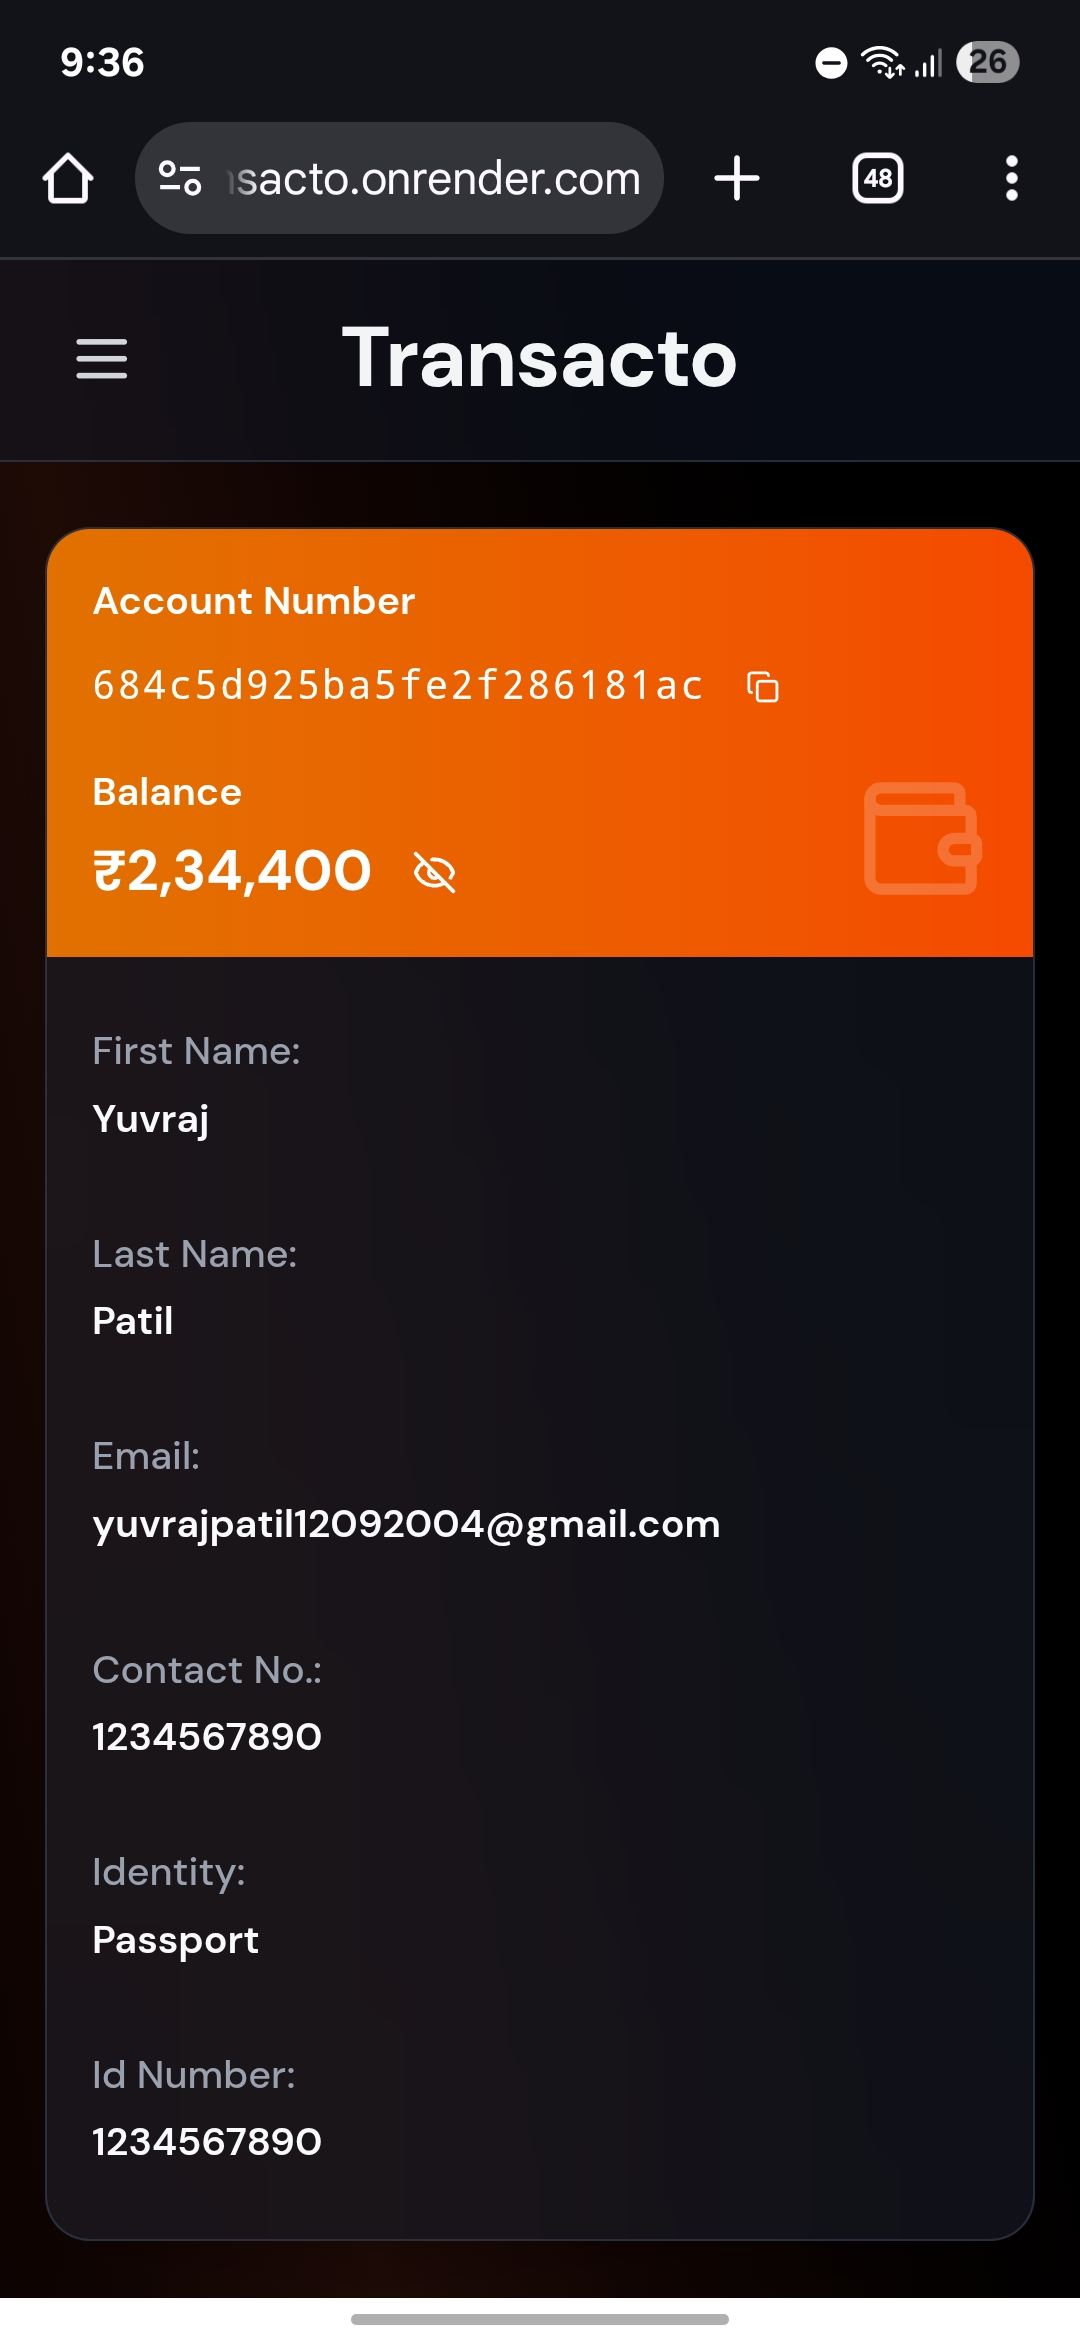 9:36
26
nsacto.onrender.com
48
Transacto
Account Number
684c5d925ba5fe2f286181ac
Balance
₹2,34,400
First Name:
Yuvraj
Last Name:
Patil
Email:
yuvrajpatil12092004@gmail.com
Contact No.:
1234567890
Identity:
Passport
Id Number:
1234567890